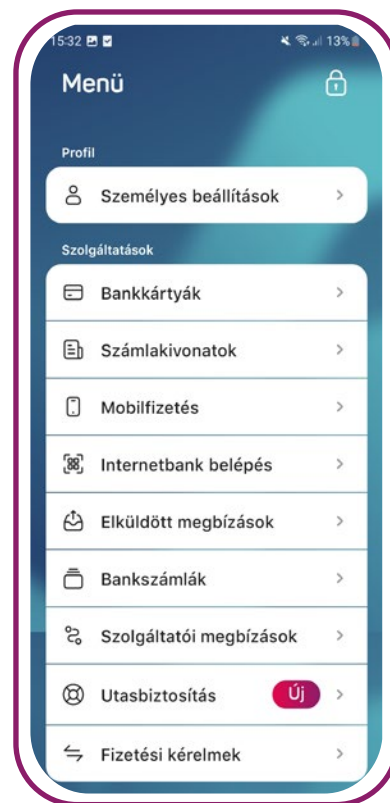 15:32 13%
Menü
Profil
Személyes beállítások
Szolgáltatások
Bankkártyák
Számlakivonatok
Mobilfizetés
Internetbank belépés
Elküldött megbízások
Bankszámlák
Szolgáltatói megbízások
Utasbiztosítás Új
Fizetési kérelmek